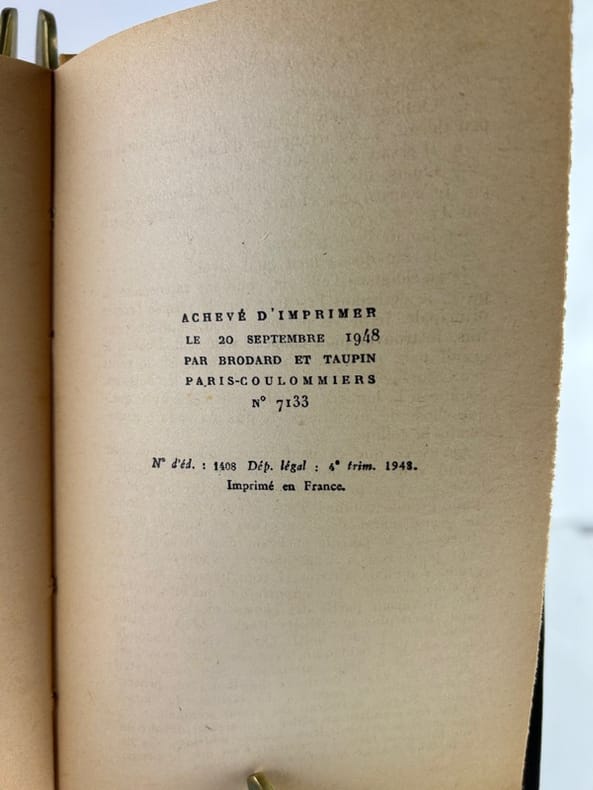 ACHEVÉ D'IMPRIMER
LE 20 SEPTEMBRE 1948
PAR BRODARD ET TAUPIN
PARIS-COULOMMIERS
N° 7133
N° d'éd. : 1408 Dép. légal : 4e trim. 1948.
Imprimé en France.